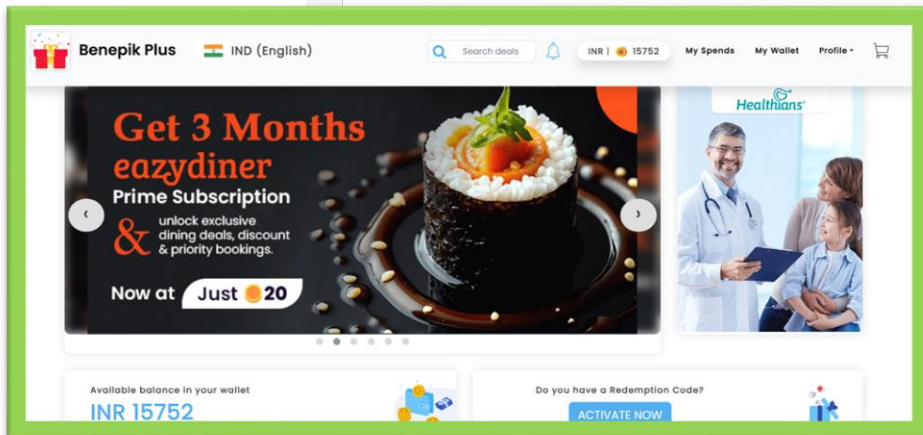 Benepik Plus
IND (English)
Search deals
INR | 15752
My Spends
My Wallet
Profile
Get 3 Months
eazydiner
Prime Subscription
& unlock exclusive
dining deals, discount
& priority bookings.
Now at Just 20
Healthians
Available balance in your wallet
INR 15752
Do you have a Redemption Code?
ACTIVATE NOW